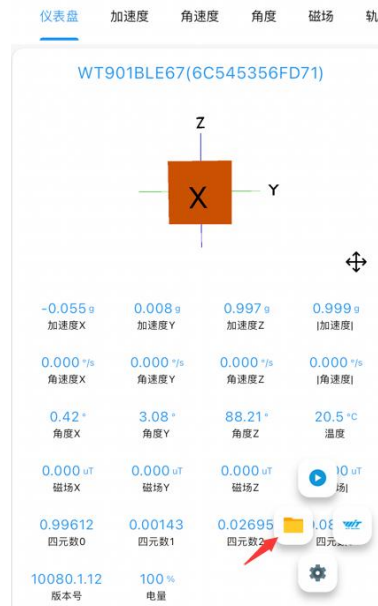 仪表盘 加速度 角速度 角度 磁场
WT901BLE67(6C545356FD71)
Z
X
Y
-0.055 g 0.008 g 0.997 g 0.999 g
加速度X 加速度Y 加速度Z |加速度|
0.000 °/s 0.000 °/s 0.000 °/s 0.000 °/s
角速度X 角速度Y 角速度Z |角速度|
0.42 ° 3.08 ° 88.21 ° 20.5 °C
角度X 角度Y 角度Z 温度
0.000 uT 0.000 uT 0.000 uT uT
磁场X 磁场Y 磁场Z
0.99612 0.00143 0.02695
四元数0 四元数1 四元数2
10080.1.12 100 %
版本号 电量